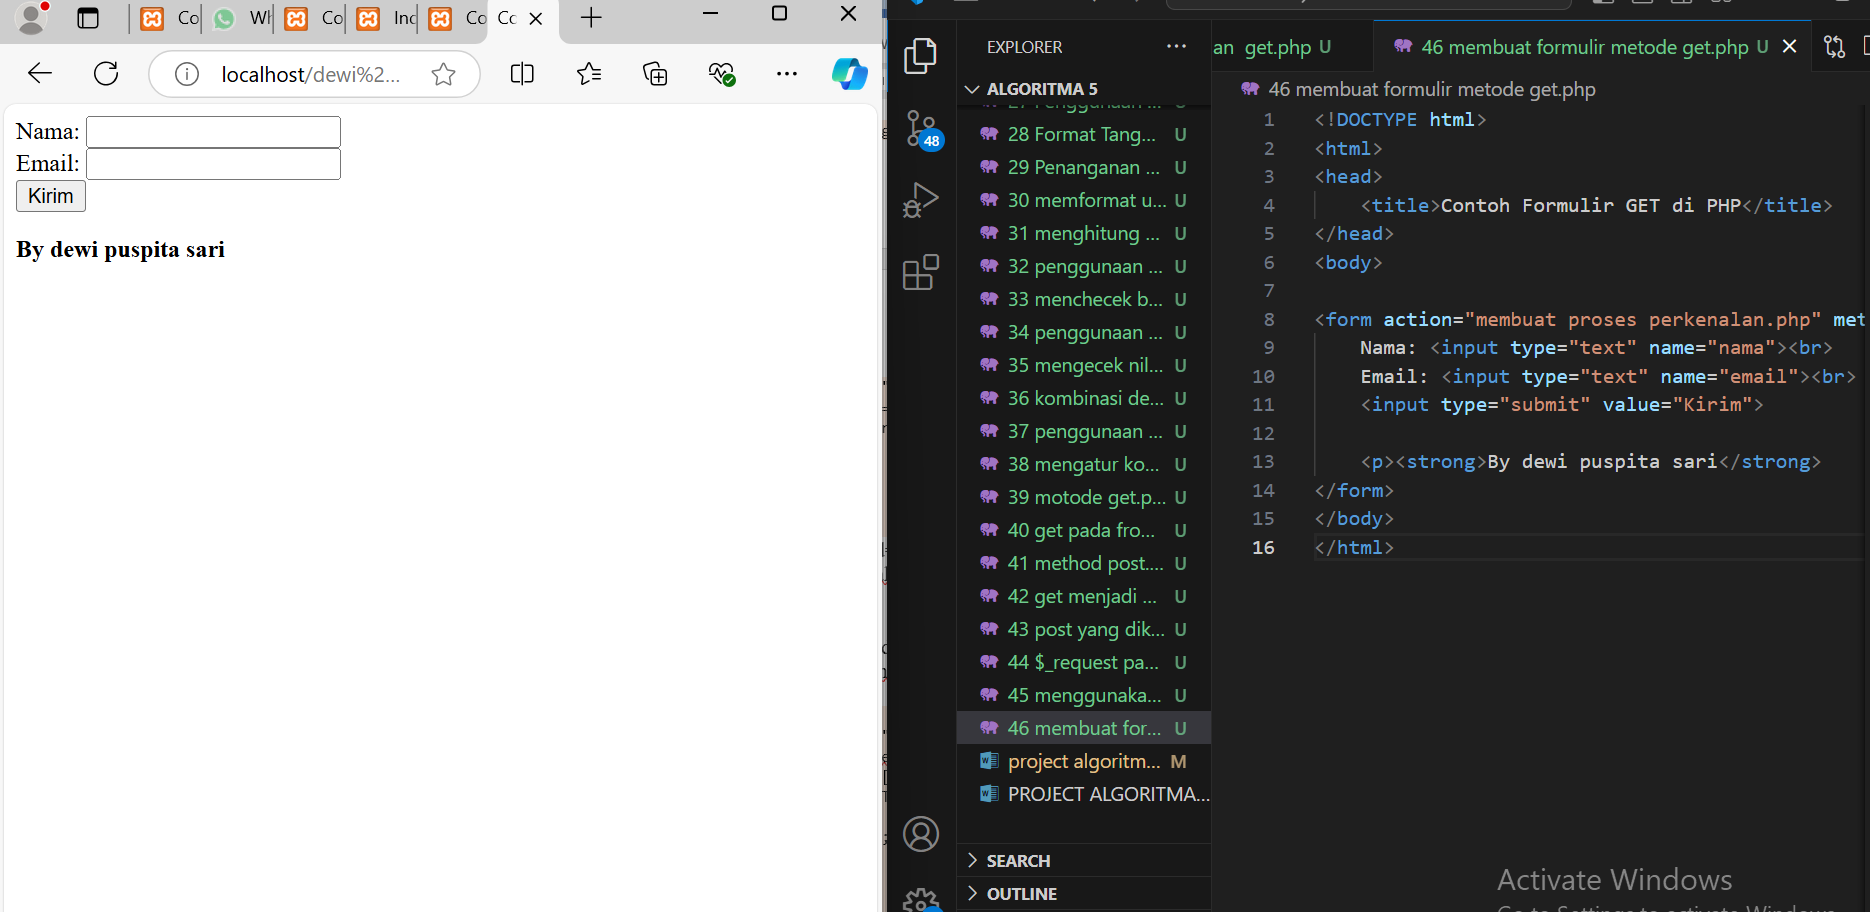 Co
Wh
Co
Inc
Co
Co
localhost/dewi%2...
Nama:
Email:
Kirim
By dewi puspita sari
48
EXPLORER
ALGORITMA 5
27 Penggunaan ... U
28 Format Tang... U
29 Penanganan ... U
30 memformat u... U
31 menghitung ... U
32 penggunaan ... U
33 menchecek b... U
34 penggunaan ... U
35 mengecek nil... U
36 kombinasi de... U
37 penggunaan ... U
38 mengatur ko... U
39 motode get.p... U
40 get pada fro... U
41 method post.... U
42 get menjadi ... U
43 post yang dik... U
44 $_request pa... U
45 menggunaka... U
46 membuat for... U
project algoritm... M
PROJECT ALGORITMA...
SEARCH
OUTLINE
an get.php U
46 membuat formulir metode get.php U
46 membuat formulir metode get.php
1 <!DOCTYPE html>
2 <html>
3 <head>
4 <title>Contoh Formulir GET di PHP</title>
5 </head>
6 <body>
7
8 <form action="membuat proses perkenalan.php" met
9 Nama: <input type="text" name="nama"><br>
10 Email: <input type="text" name="email"><br>
11 <input type="submit" value="Kirim">
12
13 <p><strong>By dewi puspita sari</strong>
14 </form>
15 </body>
16 </html>
Activate Windows